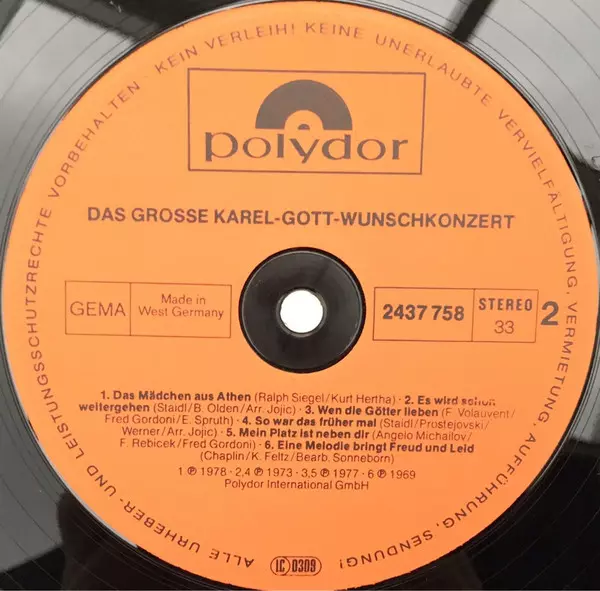 ALLE URHEBER- UND LEISTUNGSSCHUTZRECHTE VORBEHALTEN · KEIN VERLEIH! KEINE UNERLAUBTE VERVIELFÄLTIGUNG, VERMIETUNG, AUFFÜHRUNG, SENDUNG!
polydor
DAS GROSSE KAREL-GOTT-WUNSCHKONZERT
GEMA
Made in
West Germany
2437 758
STEREO
33
2
1. Das Mädchen aus Athen (Ralph Siegel/Kurt Hertha) · 2. Es wird schon
weitergehen (Staidl/B. Olden/Arr. Jojic) · 3. Wen die Götter lieben (F. Volauvent/
Fred Gordoni/E. Spruth) · 4. So war das früher mal (Staidl/Prostejovski/
Werner/Arr. Jojic) · 5. Mein Platz ist neben dir (Angelo Michailov/
F. Rebicek/Fred Gordoni) · 6. Eine Melodie bringt Freud und Leid
(Chaplin/K. Feltz/Bearb. Sonneborn)
1 ℗ 1978 · 2,4 ℗ 1973 · 3,5 ℗ 1977 · 6 ℗ 1969
Polydor International GmbH
LC 0309